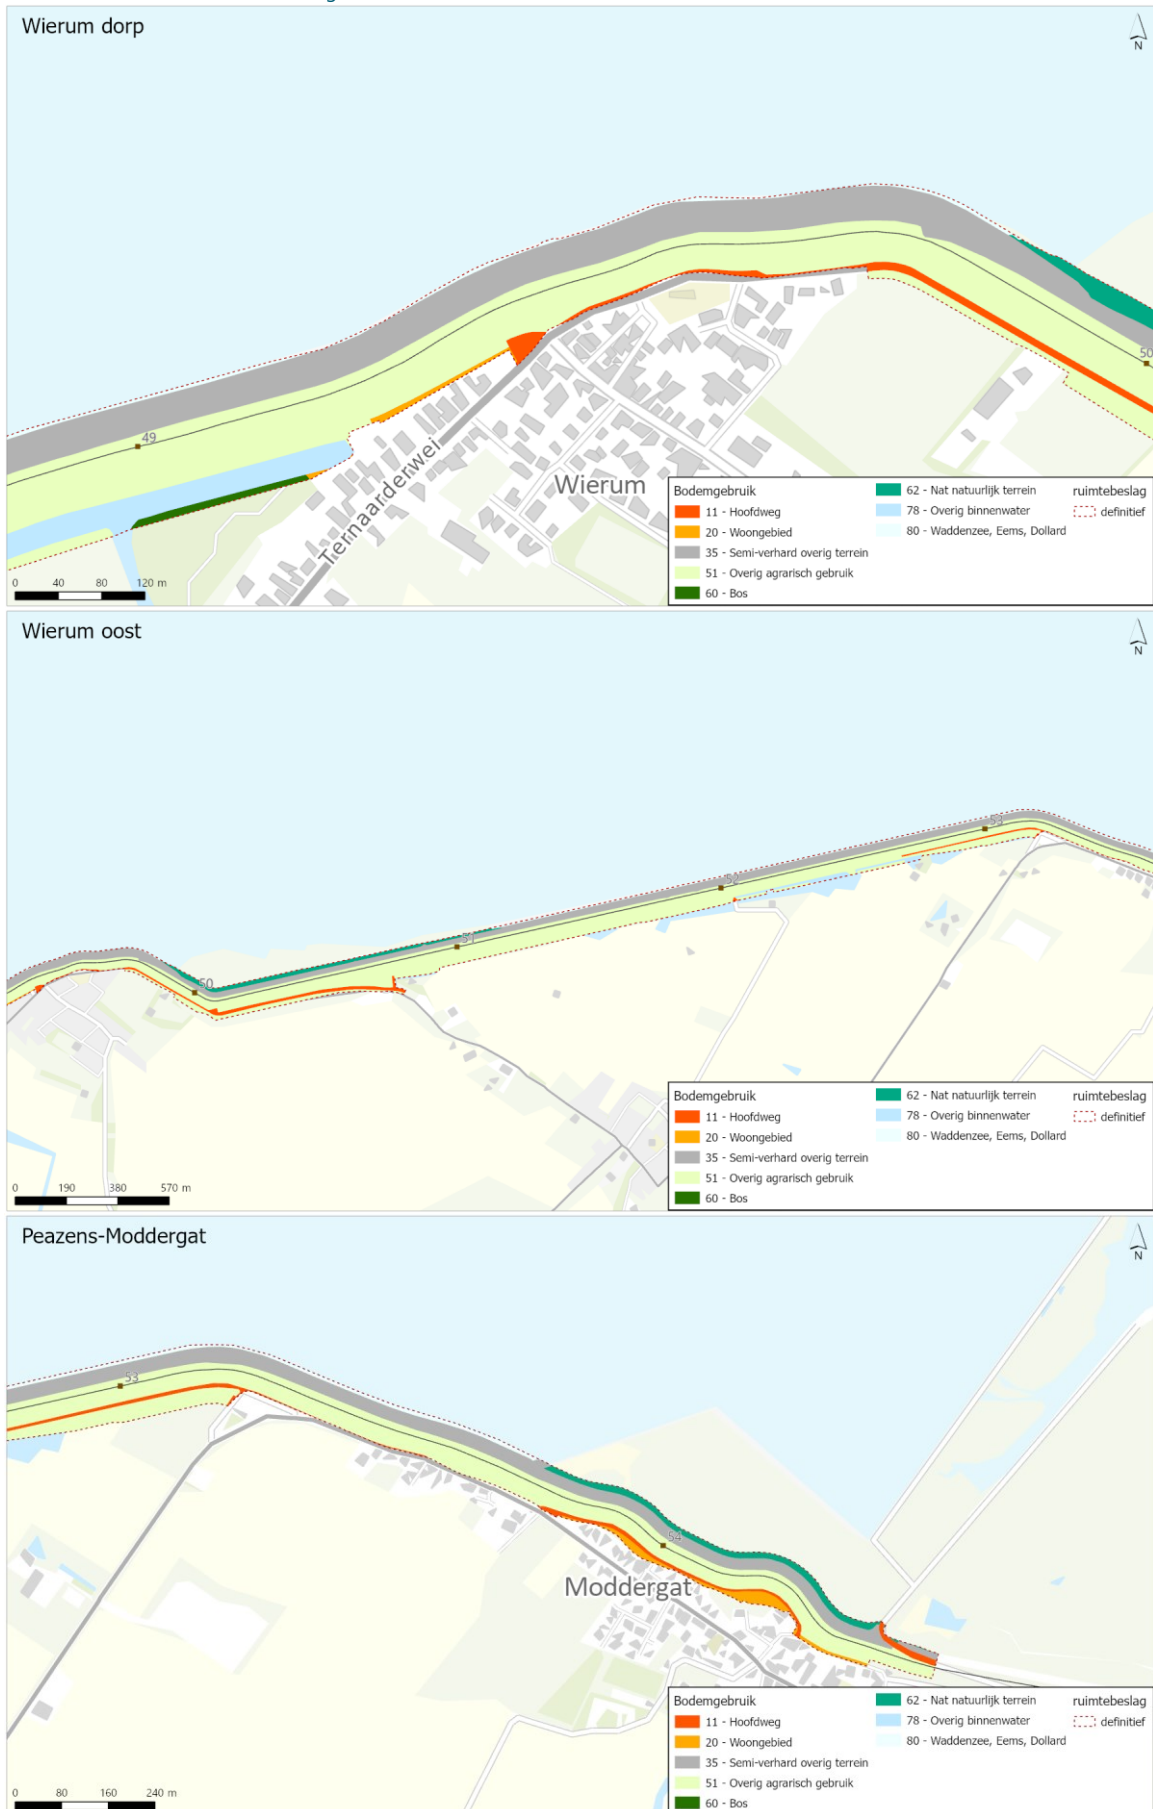 Wierum dorp
N
49
50
Ternaarderwei
Wierum
0 40 80 120 m
Bodemgebruik
11 - Hoofdweg
20 - Woongebied
35 - Semi-verhard overig terrein
51 - Overig agrarisch gebruik
60 - Bos
62 - Nat natuurlijk terrein
78 - Overig binnenwater
80 - Waddenzee, Eems, Dollard
ruimtebeslag
definitief
Wierum oost
N
53
52
51
50
0 190 380 570 m
Bodemgebruik
11 - Hoofdweg
20 - Woongebied
35 - Semi-verhard overig terrein
51 - Overig agrarisch gebruik
60 - Bos
62 - Nat natuurlijk terrein
78 - Overig binnenwater
80 - Waddenzee, Eems, Dollard
ruimtebeslag
definitief
Peazens-Moddergat
N
53
54
Moddergat
0 80 160 240 m
Bodemgebruik
11 - Hoofdweg
20 - Woongebied
35 - Semi-verhard overig terrein
51 - Overig agrarisch gebruik
60 - Bos
62 - Nat natuurlijk terrein
78 - Overig binnenwater
80 - Waddenzee, Eems, Dollard
ruimtebeslag
definitief